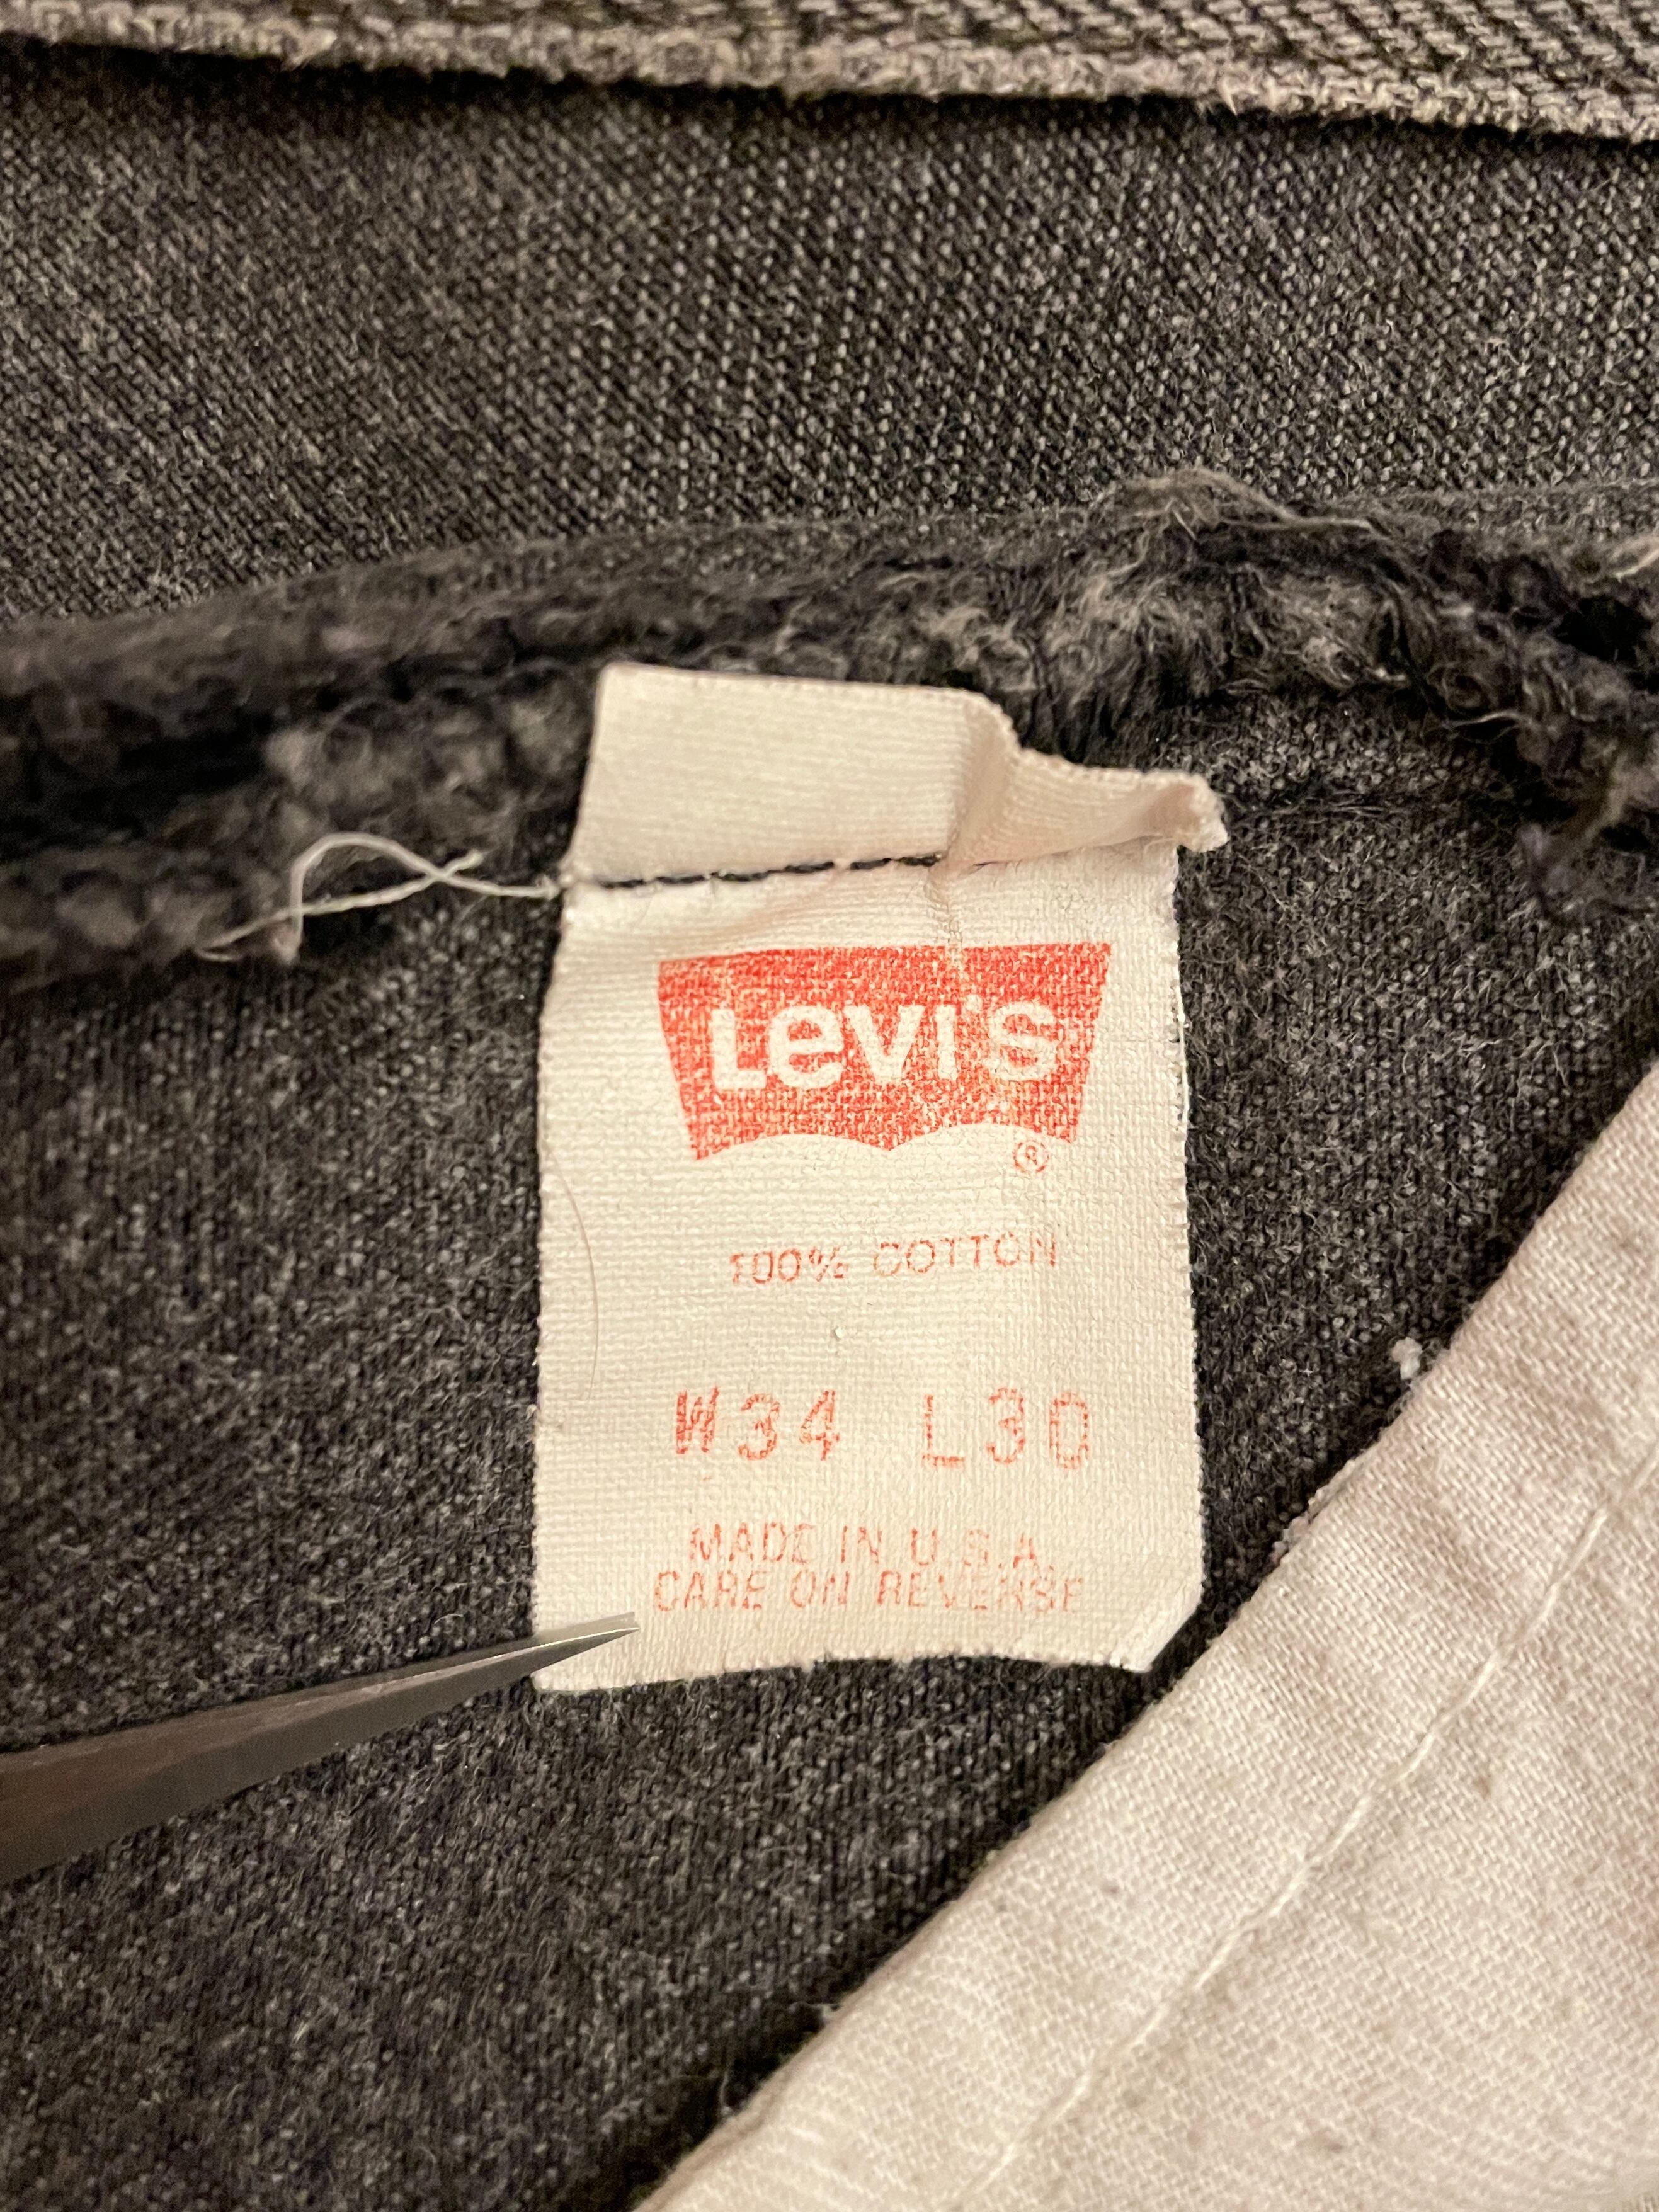 Levi's
®
100% COTTON
W34 L30
MADE IN U.S.A.
CARE ON REVERSE